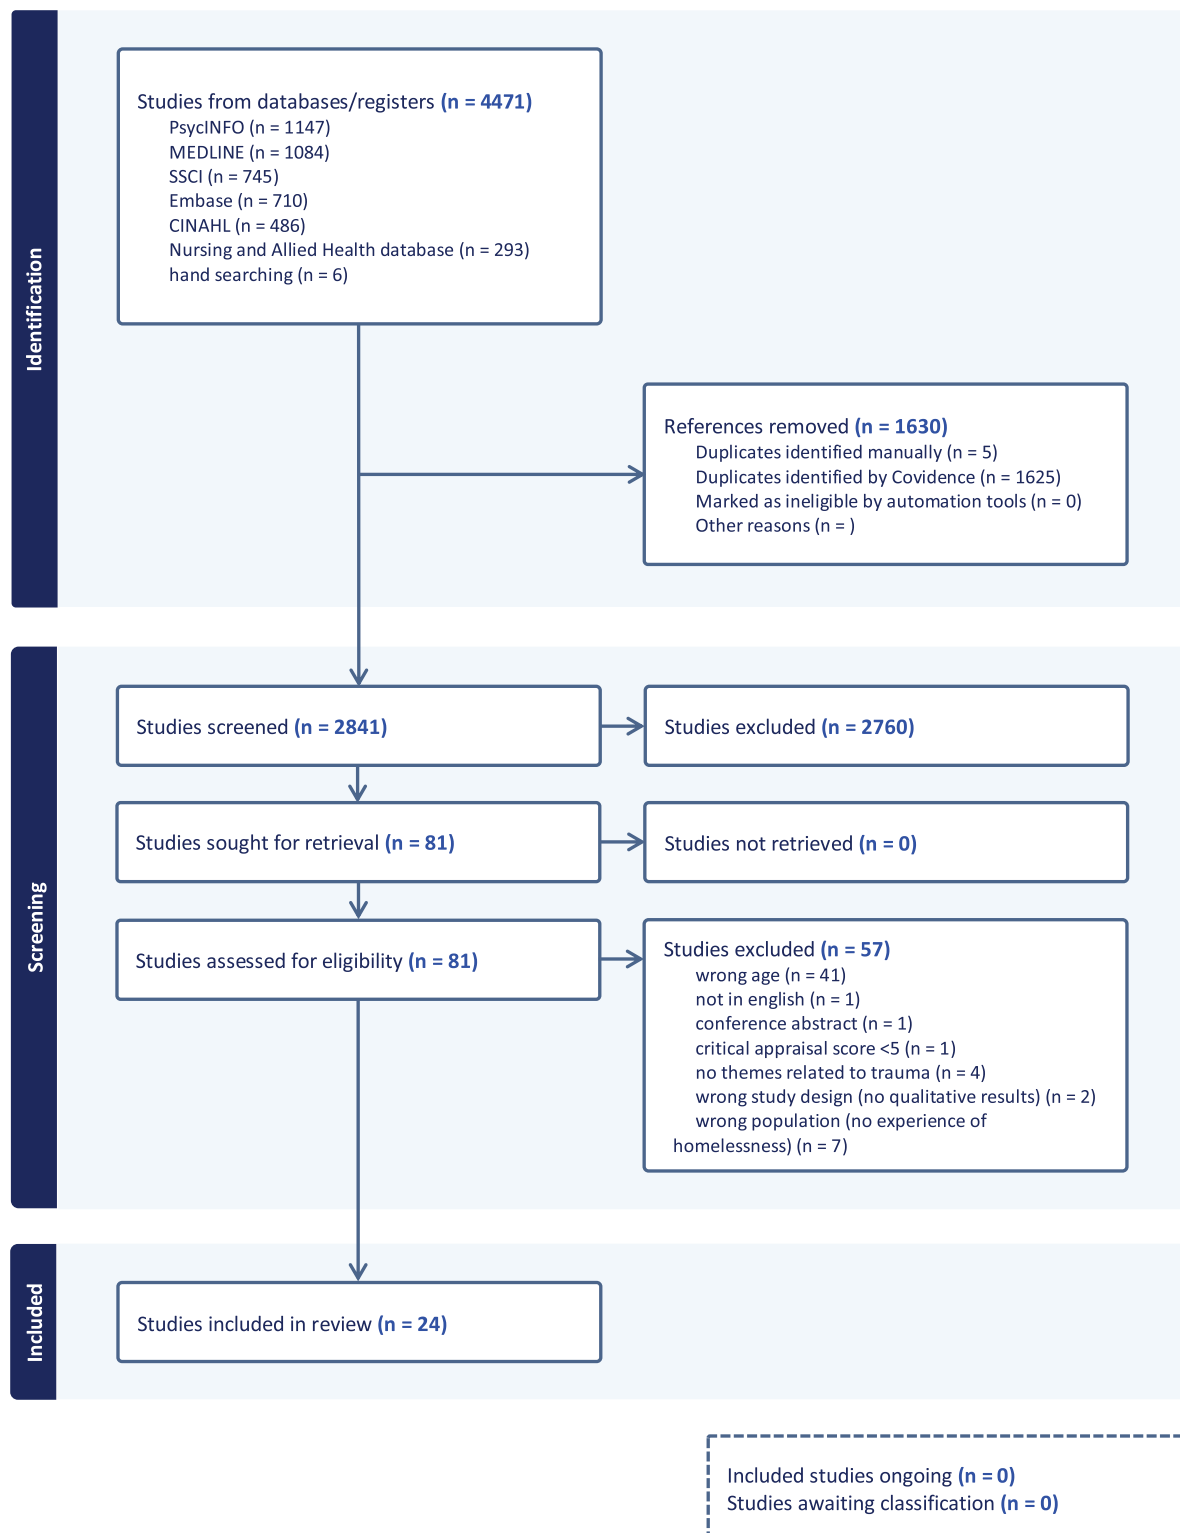 Identification
Studies from databases/registers (n = 4471)
PsycINFO (n = 1147)
MEDLINE (n = 1084)
SSCI (n = 745)
Embase (n = 710)
CINAHL (n = 486)
Nursing and Allied Health database (n = 293)
hand searching (n = 6)
References removed (n = 1630)
Duplicates identified manually (n = 5)
Duplicates identified by Covidence (n = 1625)
Marked as ineligible by automation tools (n = 0)
Other reasons (n = )
Screening
Studies screened (n = 2841)
Studies excluded (n = 2760)
Studies sought for retrieval (n = 81)
Studies not retrieved (n = 0)
Studies assessed for eligibility (n = 81)
Studies excluded (n = 57)
wrong age (n = 41)
not in english (n = 1)
conference abstract (n = 1)
critical appraisal score <5 (n = 1)
no themes related to trauma (n = 4)
wrong study design (no qualitative results) (n = 2)
wrong population (no experience of
homelessness) (n = 7)
Included
Studies included in review (n = 24)
Included studies ongoing (n = 0)
Studies awaiting classification (n = 0)